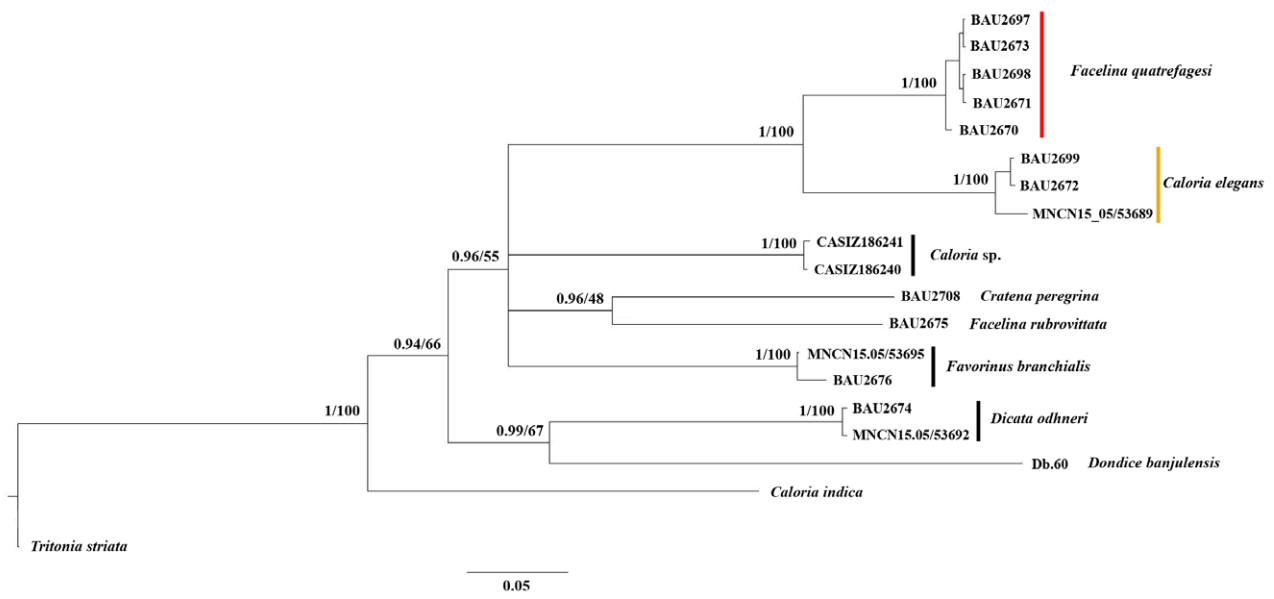 BAU2697
BAU2673
BAU2698
Facelina quatrefagesi
1/100
BAU2671
BAU2670
1/100
BAU2699
1/100
BAU2672
Caloria elegans
MNCN15_05/53689
1/100
CASIZ186241
Caloria sp.
0.96/55
CASIZ186240
0.96/48
BAU2708 Cratena peregrina
BAU2675 Facelina rubrovittata
0.94/66
1/100
MNCN15.05/53695
Favorinus branchialis
BAU2676
1/100
1/100
BAU2674
Dicata odhneri
0.99/67
MNCN15.05/53692
Db.60 Dondice banjulensis
Caloria indica
Tritonia striata
0.05